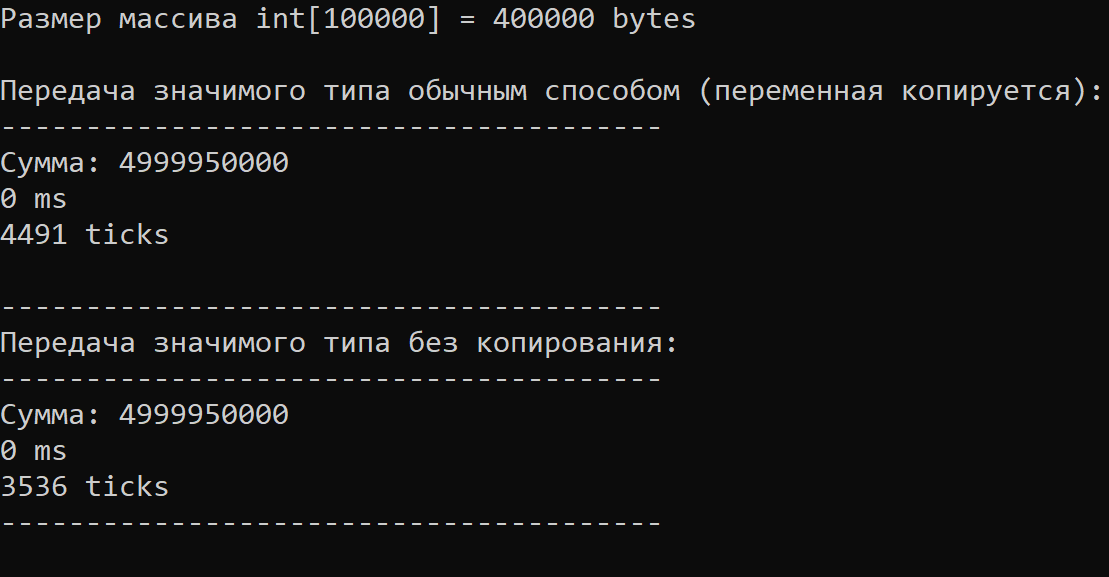 Размер массива int[100000] = 400000 bytes
Передача значимого типа обычным способом (переменная копируется):
---------------------------------------
Сумма: 4999950000
0 ms
4491 ticks
---------------------------------------
Передача значимого типа без копирования:
---------------------------------------
Сумма: 4999950000
0 ms
3536 ticks
---------------------------------------